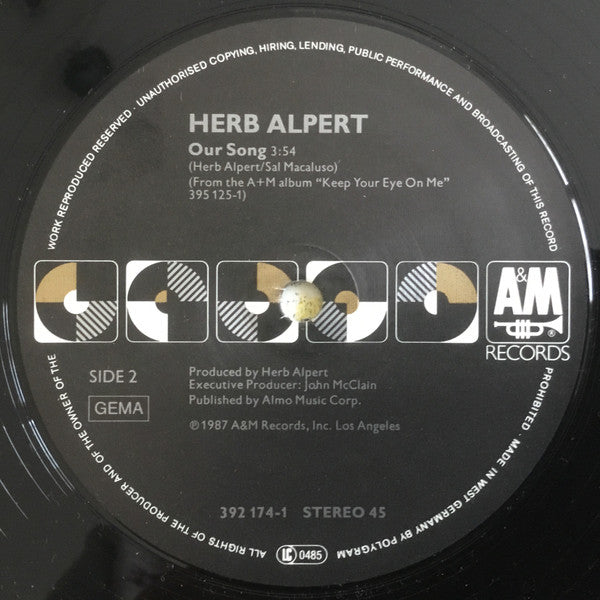 HERB ALPERT
Our Song 3:54
(Herb Alpert/Sal Macaluso)
(From the A+M album "Keep Your Eye On Me"
395 125-1)
A&M
RECORDS
SIDE 2
GEMA
Produced by Herb Alpert
Executive Producer: John McClain
Published by Almo Music Corp.
℗ 1987 A&M Records, Inc. Los Angeles
392 174-1 STEREO 45
LC 0485
ALL RIGHTS OF THE PRODUCER AND OF THE OWNER OF THE WORK REPRODUCED RESERVED · UNAUTHORISED COPYING, HIRING, LENDING, PUBLIC PERFORMANCE AND BROADCASTING OF THIS RECORD PROHIBITED. · MADE IN WEST GERMANY BY POLYGRAM